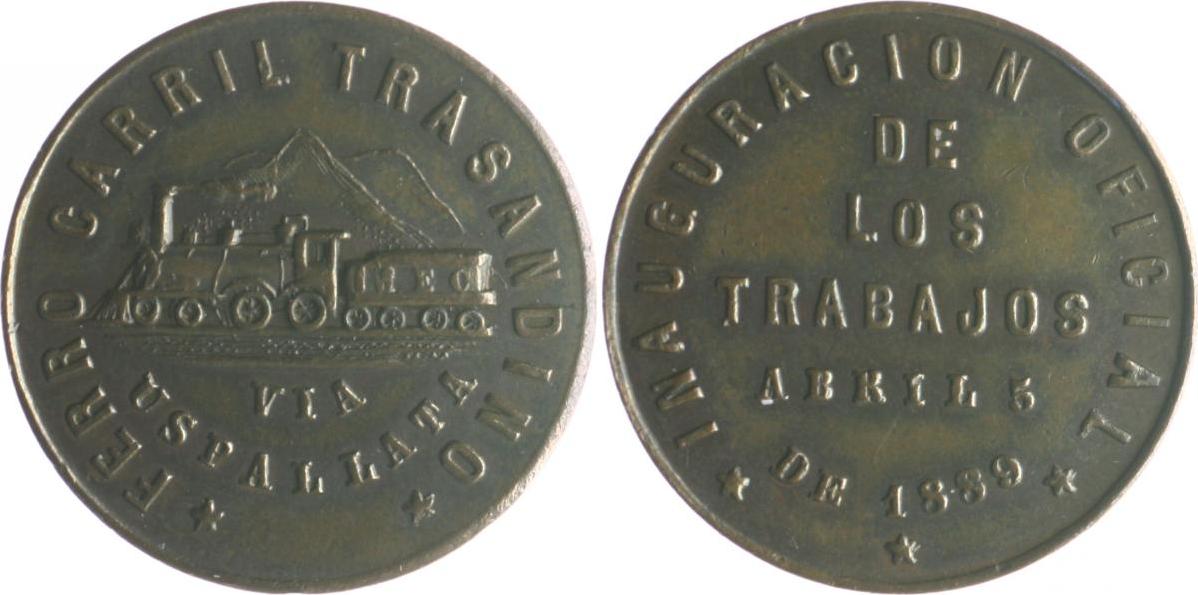 FERRO CARRIL TRASANDINO
MEC
VIA
USPALLATA
INAUGURACION OFICIAL
DE
LOS
TRABAJOS
ABRIL 5
DE 1889